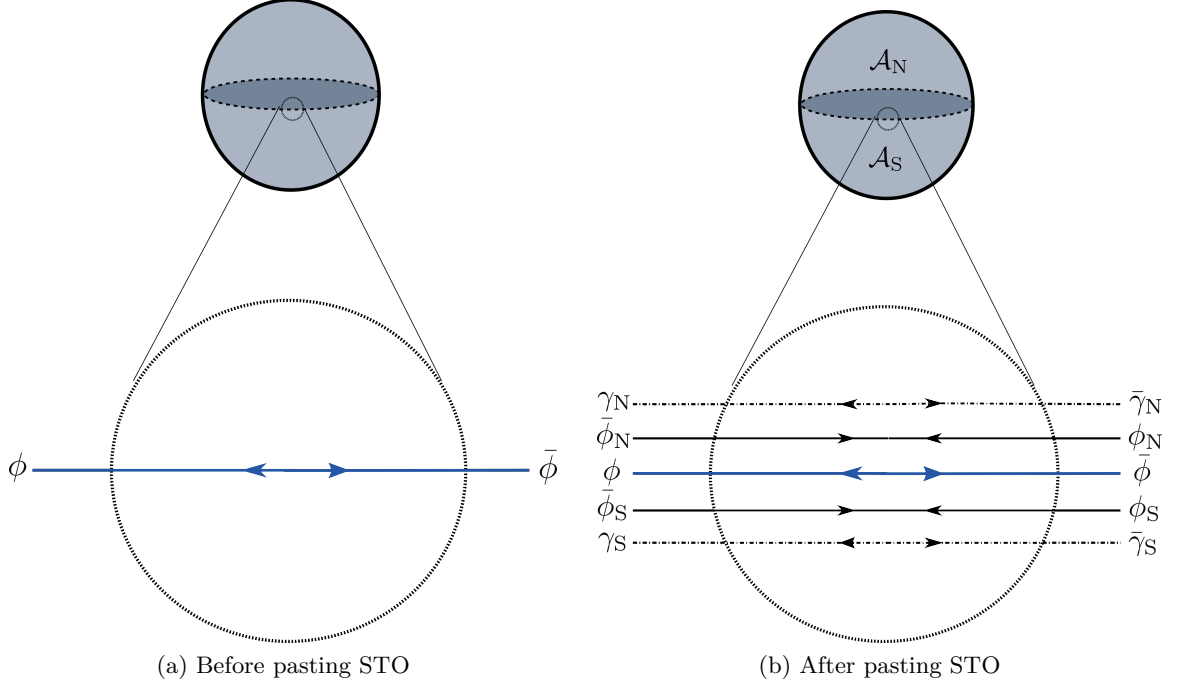 𝒜_N
𝒜_S
ϕ ϕ̄
γ_N γ̄_N
ϕ̄_N ϕ_N
ϕ ϕ̄
ϕ̄_S ϕ_S
γ_S γ̄_S
(a) Before pasting STO
(b) After pasting STO